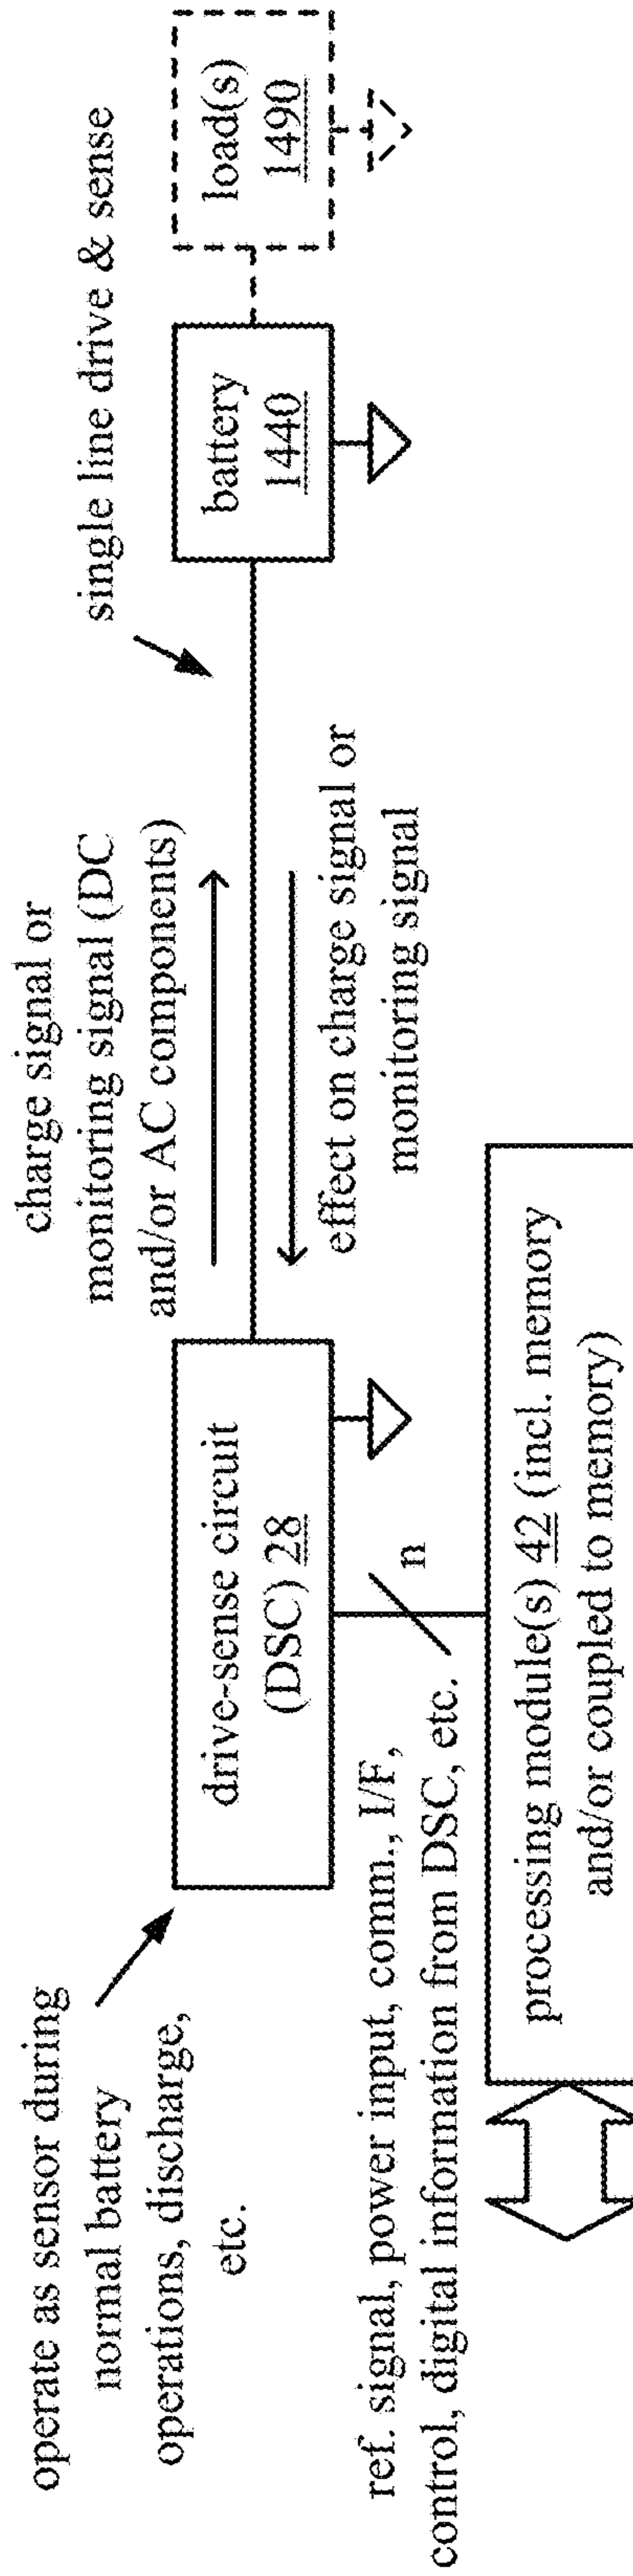 operate as sensor during
normal battery
operations, discharge,
etc.
charge signal or
monitoring signal (DC
and/or AC components)
single line drive & sense
drive-sense circuit
(DSC) 28
battery
1440
load(s)
1490
effect on charge signal or
monitoring signal
n
ref. signal, power input, comm., I/F,
control, digital information from DSC, etc.
processing module(s) 42 (incl. memory
and/or coupled to memory)